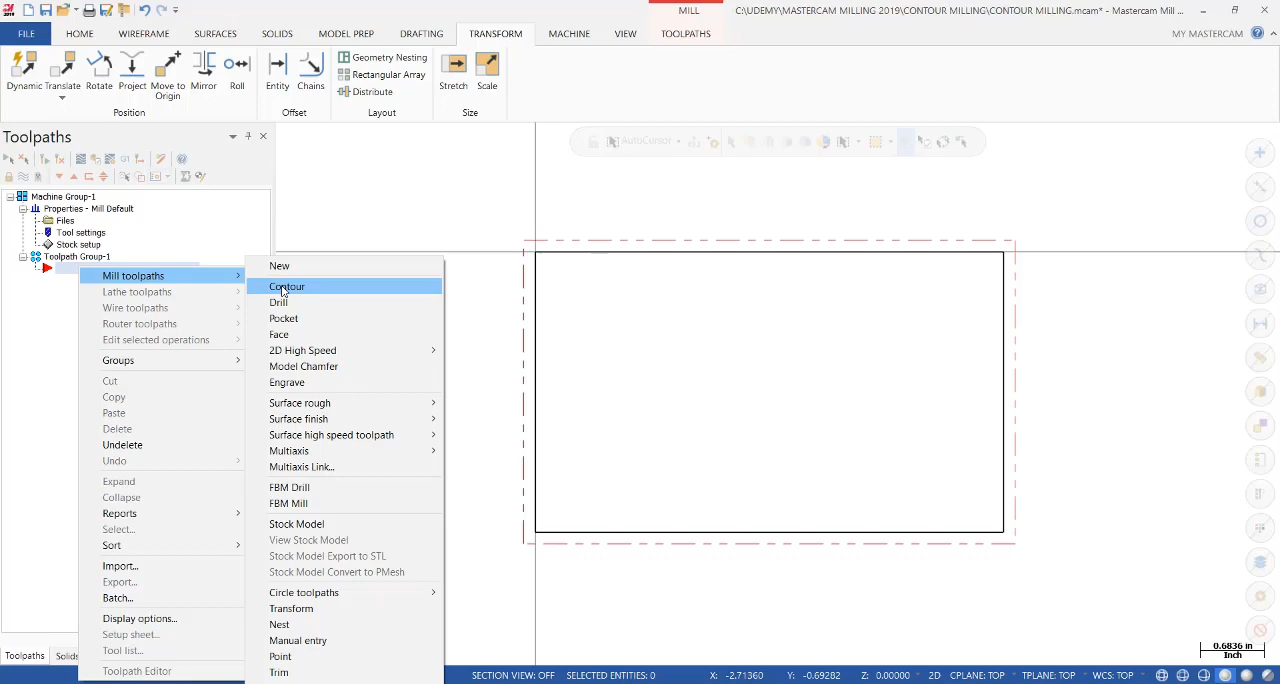 2019
MILL
C:\UDEMY\MASTERCAM MILLING 2019\CONTOUR MILLING\CONTOUR MILLING.mcam* - Mastercam Mill ...
FILE HOME WIREFRAME SURFACES SOLIDS MODEL PREP DRAFTING TRANSFORM MACHINE VIEW TOOLPATHS MY MASTERCAM
Dynamic Translate Rotate Project Move to Origin Mirror Roll
Position
Entity Chains
Offset
Geometry Nesting
Rectangular Array
Distribute
Layout
Stretch Scale
Size
Toolpaths
AutoCursor
G1
Machine Group-1
Properties - Mill Default
Files
Tool settings
Stock setup
Toolpath Group-1
Mill toolpaths
Lathe toolpaths
Wire toolpaths
Router toolpaths
Edit selected operations
Groups
Cut
Copy
Paste
Delete
Undelete
Undo
Expand
Collapse
Reports
Select...
Sort
Import...
Export...
Batch...
Display options...
Setup sheet...
Tool list...
Toolpath Editor
New
Contour
Drill
Pocket
Face
2D High Speed
Model Chamfer
Engrave
Surface rough
Surface finish
Surface high speed toolpath
Multiaxis
Multiaxis Link...
FBM Drill
FBM Mill
Stock Model
View Stock Model
Stock Model Export to STL
Stock Model Convert to PMesh
Circle toolpaths
Transform
Nest
Manual entry
Point
Trim
Toolpaths Solids
0.6836 in
Inch
SECTION VIEW: OFF SELECTED ENTITIES: 0 X: -2.71360 Y: -0.69282 Z: 0.00000 2D CPLANE: TOP TPLANE: TOP WCS: TOP